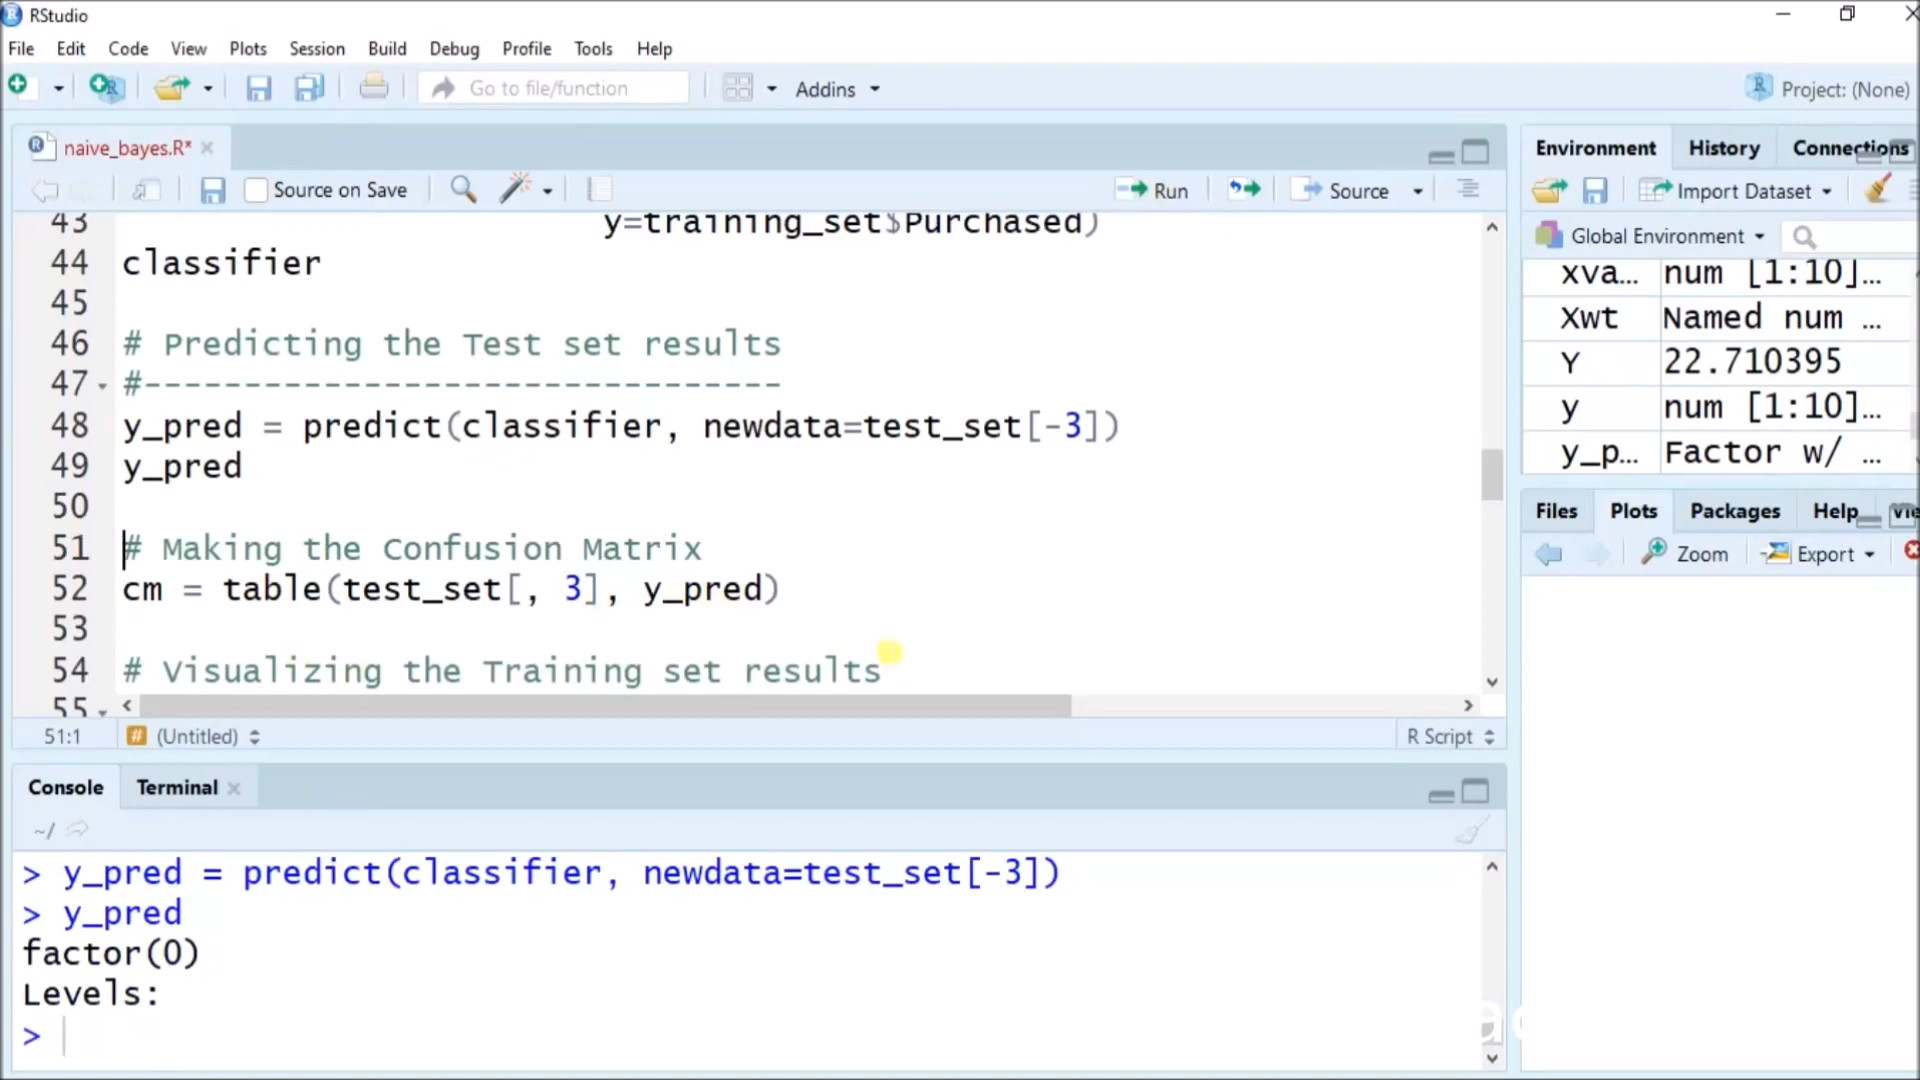 RStudio
File Edit Code View Plots Session Build Debug Profile Tools Help
Go to file/function Addins Project: (None)
naive_bayes.R*
Source on Save Run Source
43 y=training_set$Purchased)
44 classifier
45
46 # Predicting the Test set results
47 #--------------------------------
48 y_pred = predict(classifier, newdata=test_set[-3])
49 y_pred
50
51 # Making the Confusion Matrix
52 cm = table(test_set[, 3], y_pred)
53
54 # Visualizing the Training set results
55
51:1 # (Untitled) R Script
Console Terminal
~/
> y_pred = predict(classifier, newdata=test_set[-3])
> y_pred
factor(0)
Levels:
>
Environment History Connections
Import Dataset
Global Environment
xva... num [1:10]...
Xwt Named num ...
Y 22.710395
y num [1:10]...
y_p... Factor w/ ...
Files Plots Packages Help
Zoom Export